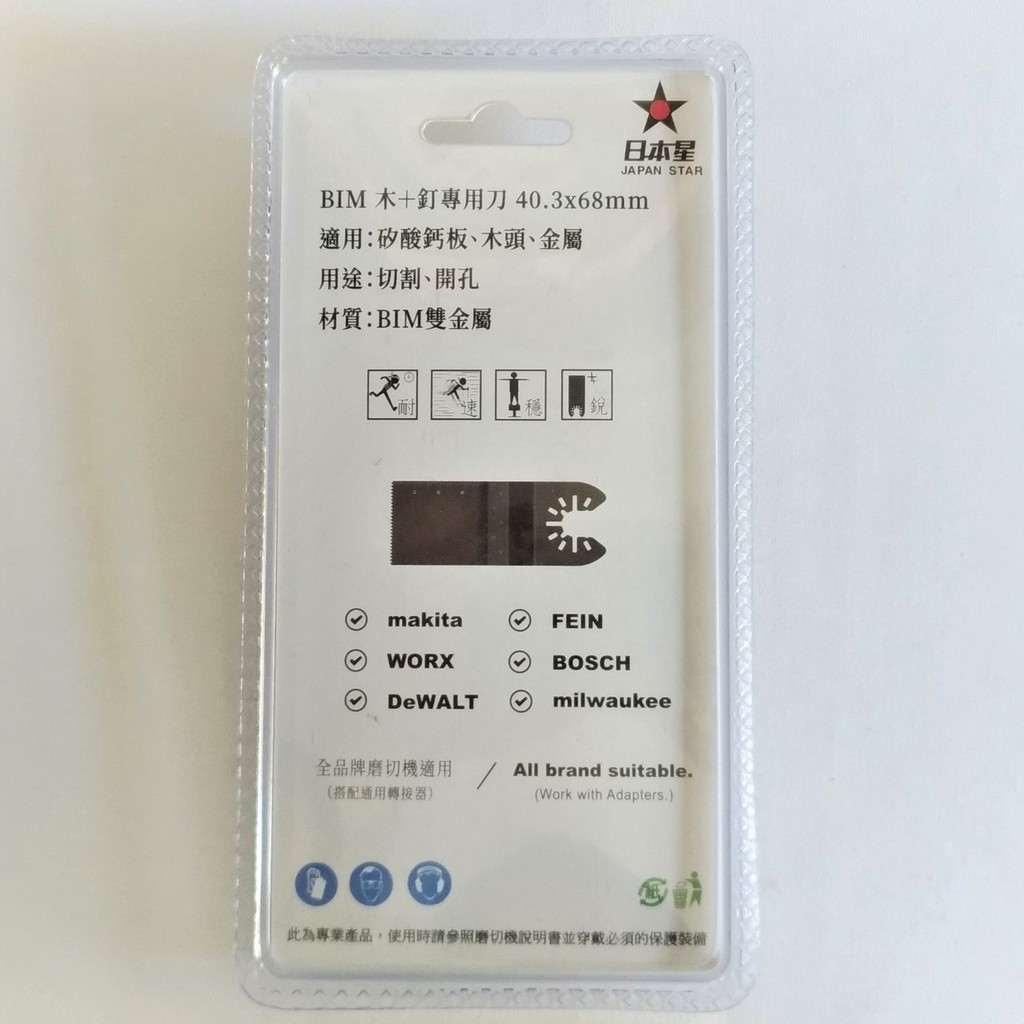 日本星
JAPAN STAR
BIM 木+釘專用刀 40.3x68mm
適用:矽酸鈣板、木頭、金屬
用途:切割、開孔
材質:BIM雙金屬
耐 速 穩 銳
makita FEIN
WORX BOSCH
DeWALT milwaukee
全品牌磨切機適用 / All brand suitable.
(搭配通用轉接器) (Work with Adapters.)
紙
此為專業產品,使用時請參照磨切機說明書並穿戴必須的保護裝備